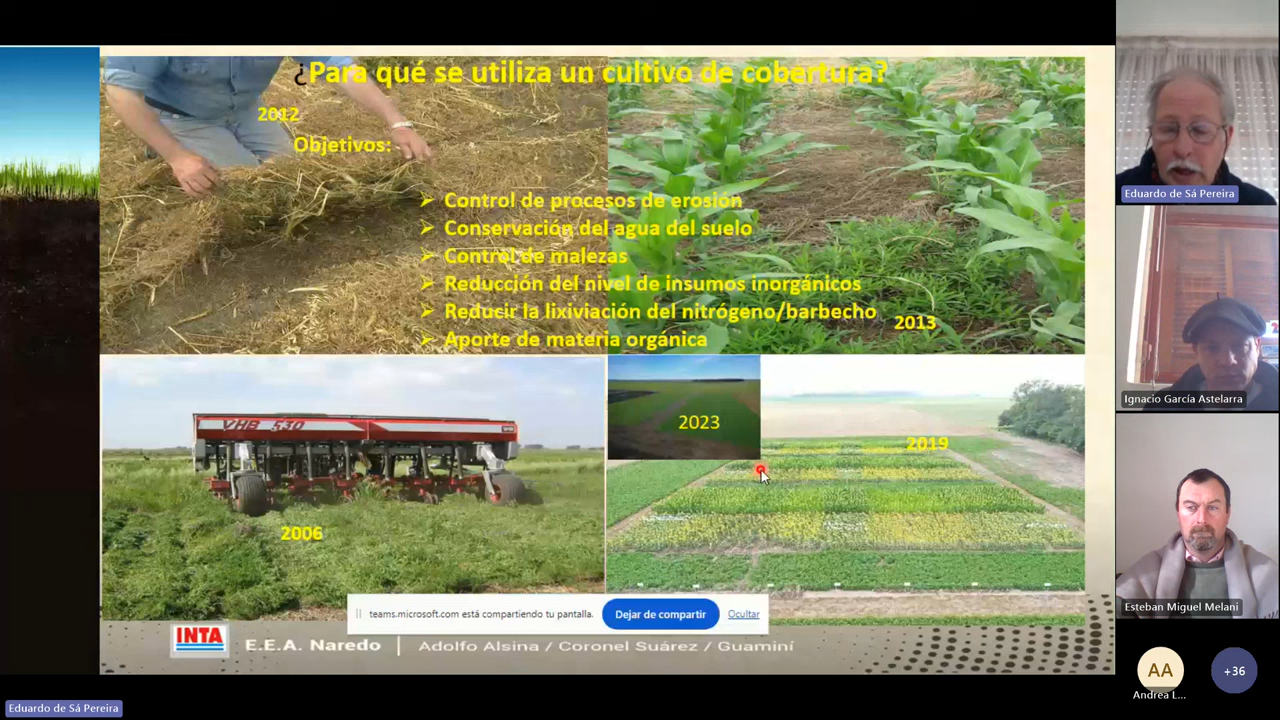 ¿Para qué se utiliza un cultivo de cobertura?
2012
Objetivos:
➢ Control de procesos de erosión
➢ Conservación del agua del suelo
➢ Control de malezas
➢ Reducción del nivel de insumos inorgánicos
➢ Reducir la lixiviación del nitrógeno/barbecho
2013
➢ Aporte de materia orgánica
VHB 530
2006
2023
2019
teams.microsoft.com está compartiendo tu pantalla.
Dejar de compartir
Ocultar
INTA
E.E.A. Naredo | Adolfo Alsina / Coronel Suárez / Guaminí
Eduardo de Sá Pereira
Ignacio García Astelarra
Esteban Miguel Melani
AA
Andrea L...
+36
Eduardo de Sá Pereira